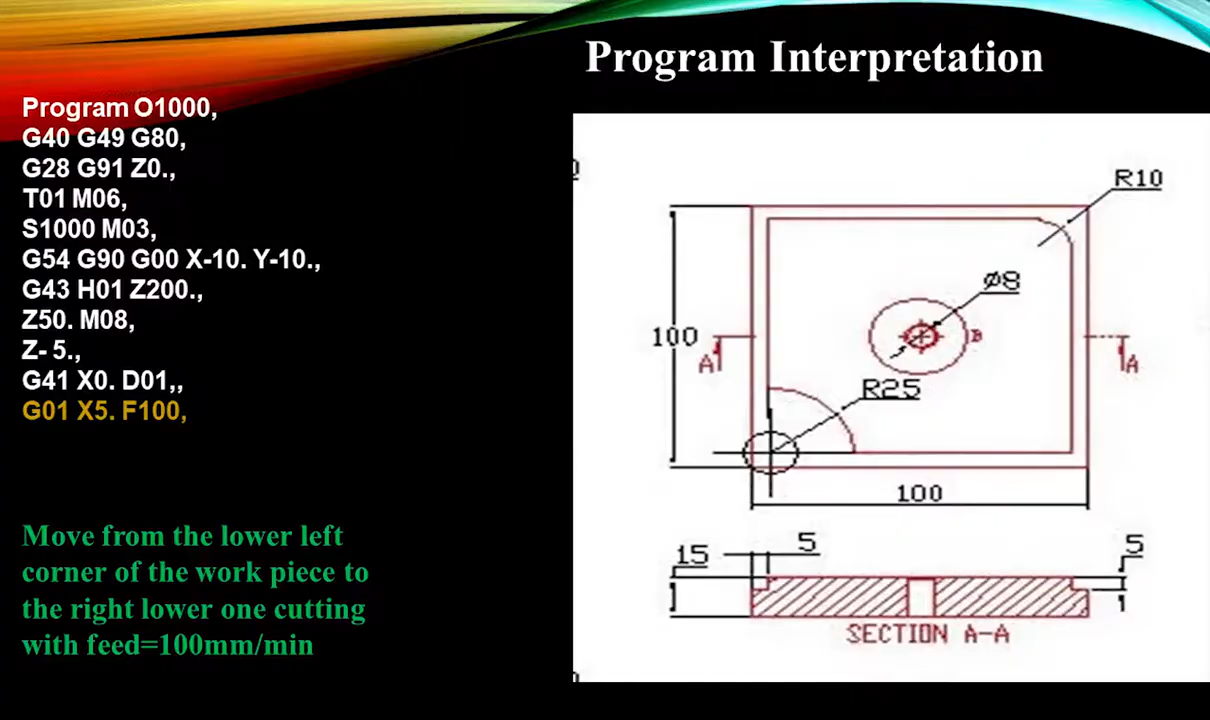 Program Interpretation
Program O1000,
G40 G49 G80,
G28 G91 Z0.,
T01 M06,
S1000 M03,
G54 G90 G00 X-10. Y-10.,
G43 H01 Z200.,
Z50. M08,
Z- 5.,
G41 X0. D01,,
G01 X5. F100,
Move from the lower left
corner of the work piece to
the right lower one cutting
with feed=100mm/min
R10
Ø8
100
B
A
A
R25
100
15
5
5
SECTION A-A